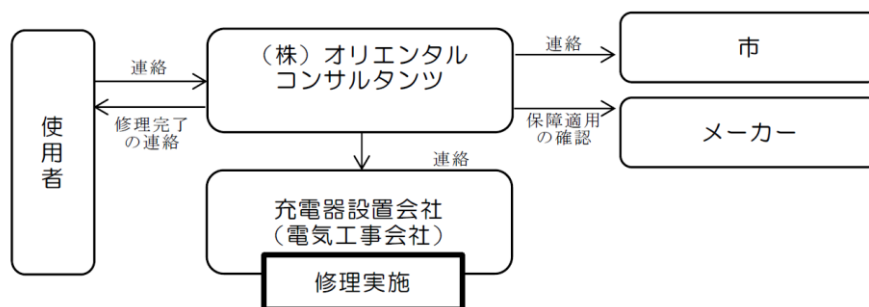 使用者
連絡
修理完了
の連絡
（株）オリエンタル
コンサルタンツ
連絡
保障適用
の確認
市
メーカー
連絡
充電器設置会社
（電気工事会社）
修理実施